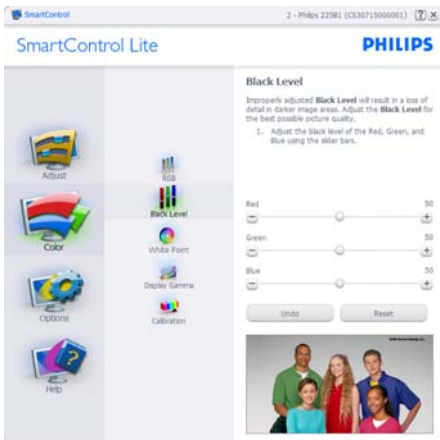 SmartControl
2 - Philips 225B1 (CS30715000001)
SmartControl Lite
PHILIPS
Black Level
Improperly adjusted Black Level will result in a loss of
detail in darker image areas. Adjust the Black Level for
the best possible picture quality.
1. Adjust the black level of the Red, Green, and
Blue using the slider bars.
Adjust
Color
Options
Help
RGB
Black Level
White Point
Display Gamma
Calibration
Red 50
Green 50
Blue 50
Undo Reset